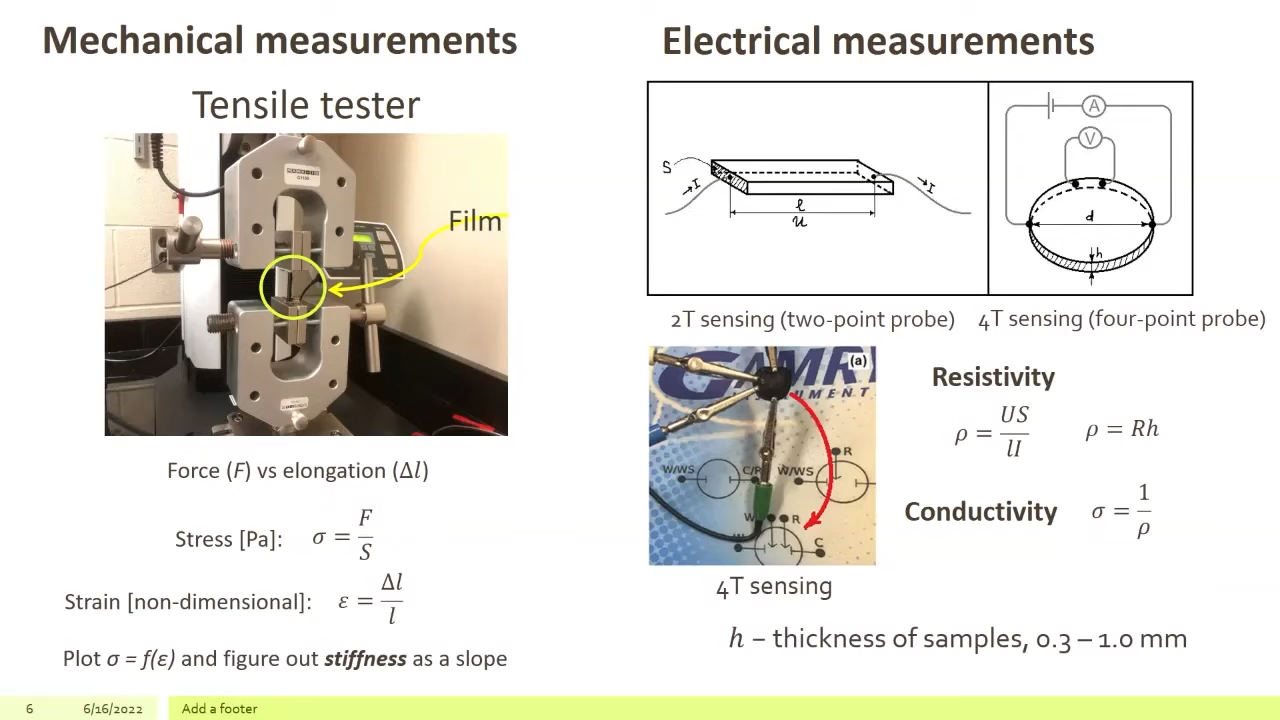 Mechanical measurements
Tensile tester
Film
Force (F) vs elongation (Δl)
Stress [Pa]: σ = F/S
Strain [non-dimensional]: ε = Δl/l
Plot σ = f(ε) and figure out stiffness as a slope
Electrical measurements
S
→I
→I
l
u
A
V
d
h
2T sensing (two-point probe)
4T sensing (four-point probe)
(a)
GAMR
INSTRUMENT
W/WS
C/R
W/WS
R
W
R
W
C
4T sensing
Resistivity
ρ = US/lI
ρ = Rh
Conductivity
σ = 1/ρ
h – thickness of samples, 0.3 – 1.0 mm
6
6/16/2022
Add a footer